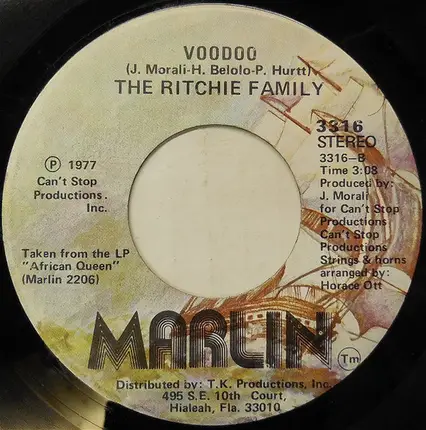 VOODOO
(J. Morali-H. Belolo-P. Hurtt)
THE RITCHIE FAMILY
3316
STEREO
3316-B
Time 3:08
Produced by:
J. Morali
for Can't Stop
Productions
Can't Stop
Productions
Strings & horns
arranged by:
Horace Ott
Ⓟ 1977
Can't Stop
Productions.
Inc.
Taken from the LP
"African Queen"
(Marlin 2206)
MARLIN
Tm
Distributed by: T.K. Productions, Inc.
495 S.E. 10th Court,
Hialeah, Fla. 33010